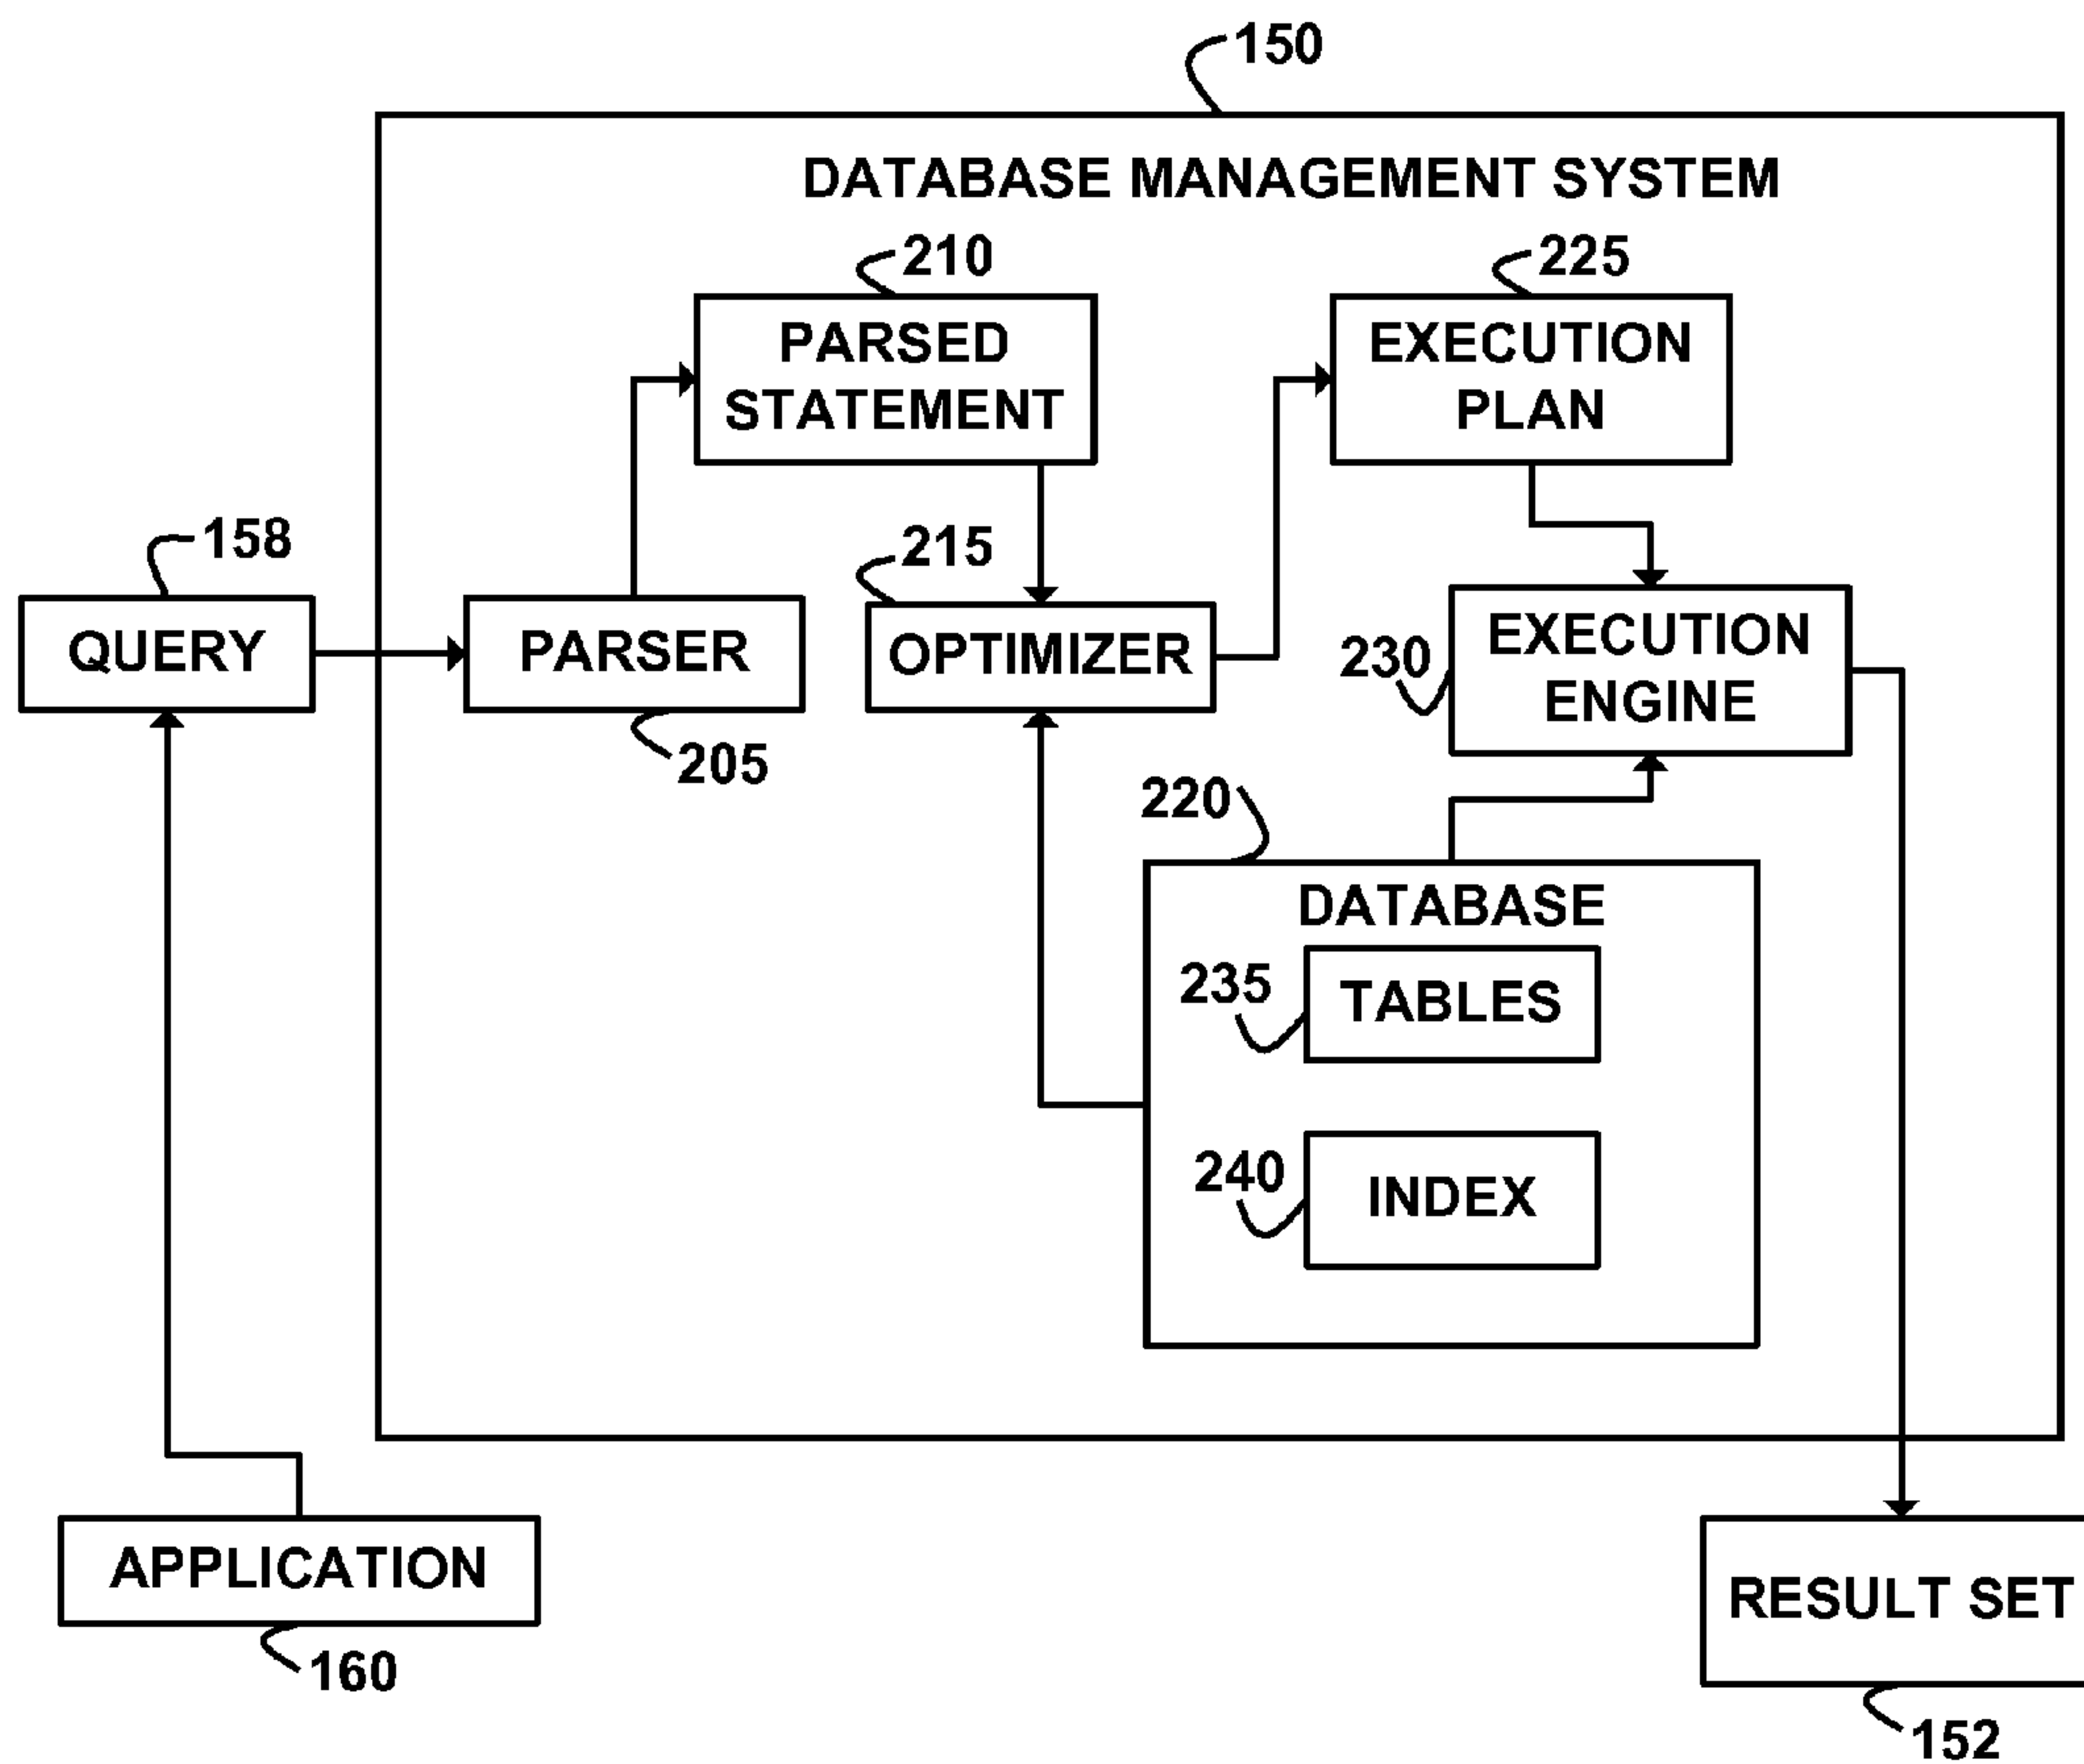 150
DATABASE MANAGEMENT SYSTEM
210
225
PARSED
STATEMENT
EXECUTION
PLAN
158
215
QUERY
PARSER
OPTIMIZER
230
EXECUTION
ENGINE
205
220
DATABASE
235
TABLES
240
INDEX
APPLICATION
160
RESULT SET
152